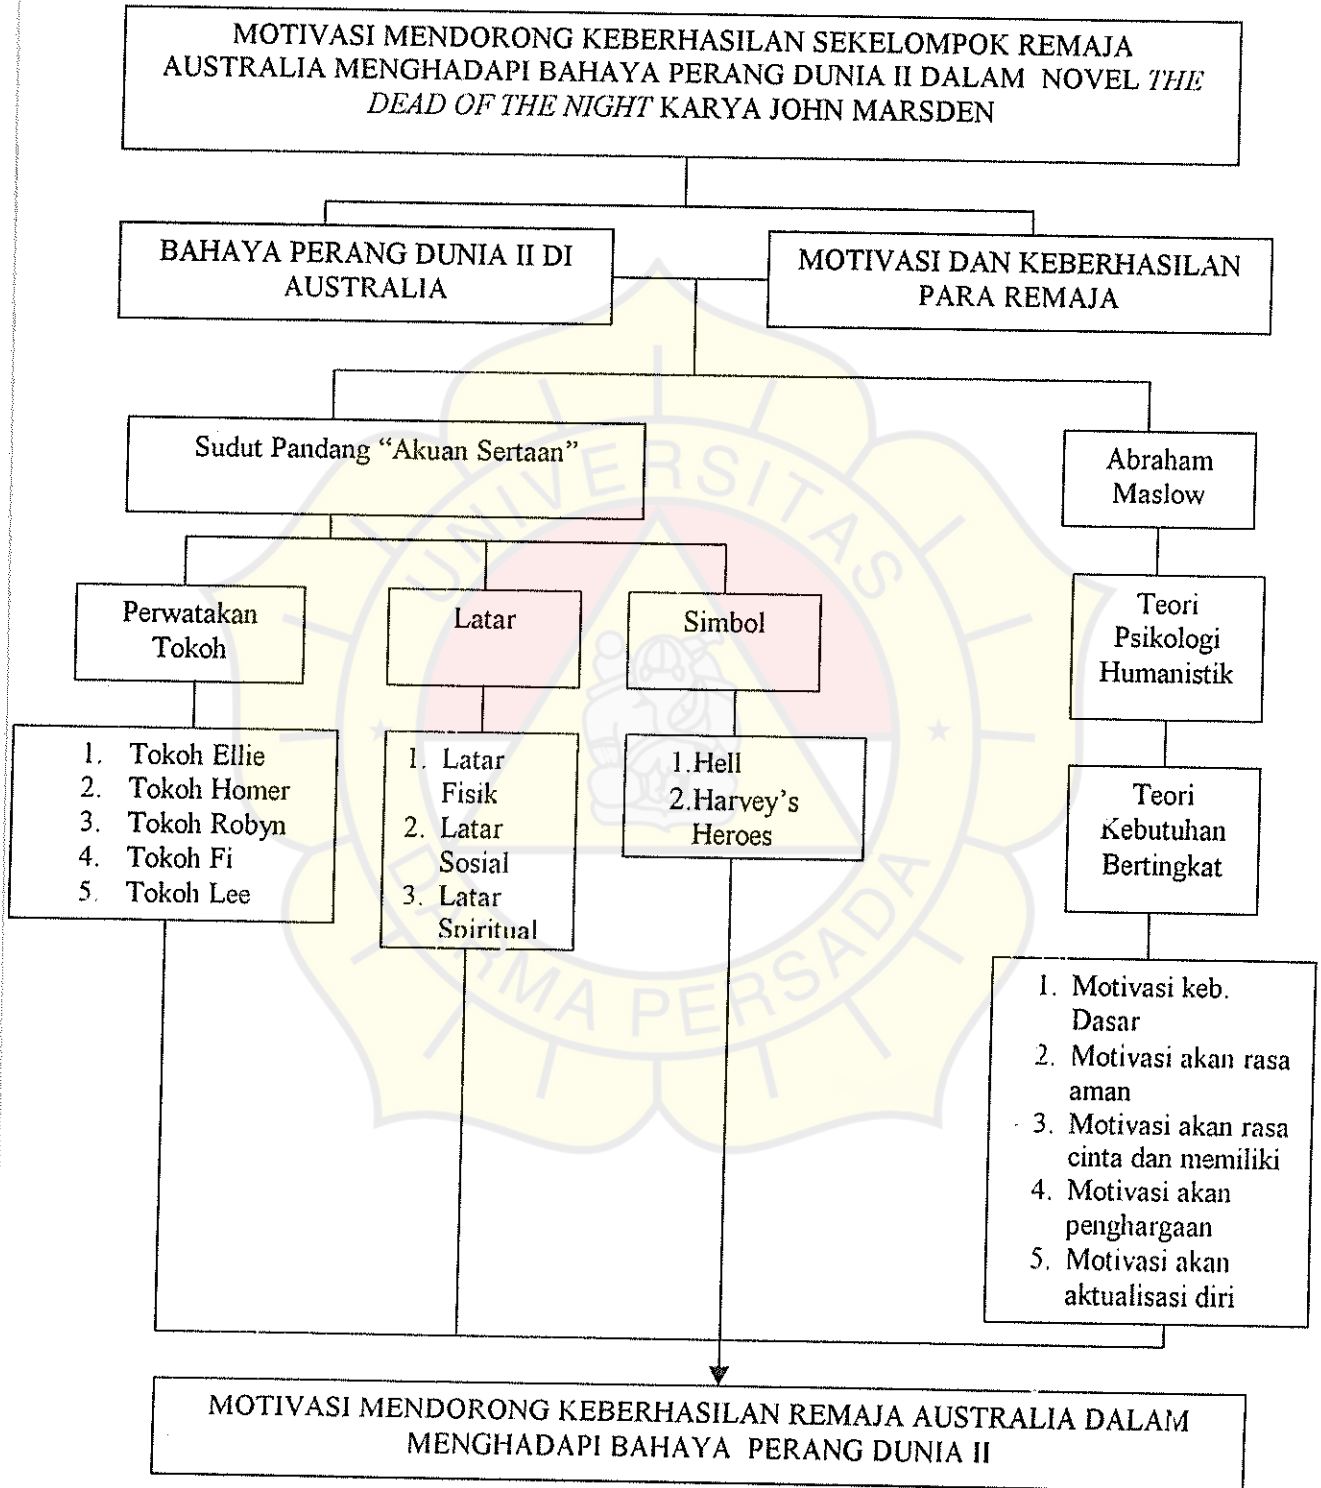 MOTIVASI MENDORONG KEBERHASILAN SEKELOMPOK REMAJA
AUSTRALIA MENGHADAPI BAHAYA PERANG DUNIA II DALAM NOVEL THE
DEAD OF THE NIGHT KARYA JOHN MARSDEN
BAHAYA PERANG DUNIA II DI
AUSTRALIA
MOTIVASI DAN KEBERHASILAN
PARA REMAJA
Sudut Pandang “Akuan Sertaan”
Abraham
Maslow
Perwatakan
Tokoh
Latar
Simbol
Teori
Psikologi
Humanistik
1. Tokoh Ellie
2. Tokoh Homer
3. Tokoh Robyn
4. Tokoh Fi
5. Tokoh Lee
1. Latar
Fisik
2. Latar
Sosial
3. Latar
Spiritual
1.Hell
2.Harvey’s
Heroes
Teori
Kebutuhan
Bertingkat
1. Motivasi keb.
Dasar
2. Motivasi akan rasa
aman
3. Motivasi akan rasa
cinta dan memiliki
4. Motivasi akan
penghargaan
5. Motivasi akan
aktualisasi diri
MOTIVASI MENDORONG KEBERHASILAN REMAJA AUSTRALIA DALAM
MENGHADAPI BAHAYA PERANG DUNIA II
UNIVERSITAS
DARMA PERSADA